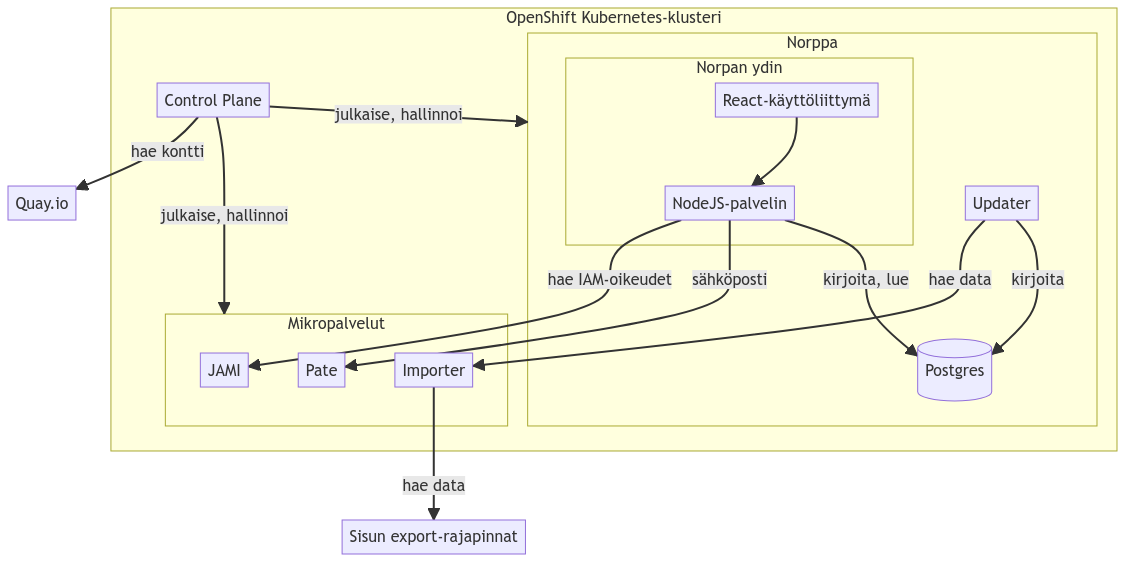 OpenShift Kubernetes-klusteri
Norppa
Norpan ydin
Control Plane
React-käyttöliittymä
julkaise, hallinnoi
hae kontti
Quay.io
NodeJS-palvelin
Updater
julkaise, hallinnoi
hae IAM-oikeudet
sähköposti
kirjoita, lue
hae data
kirjoita
Mikropalvelut
JAMI
Pate
Importer
Postgres
hae data
Sisun export-rajapinnat